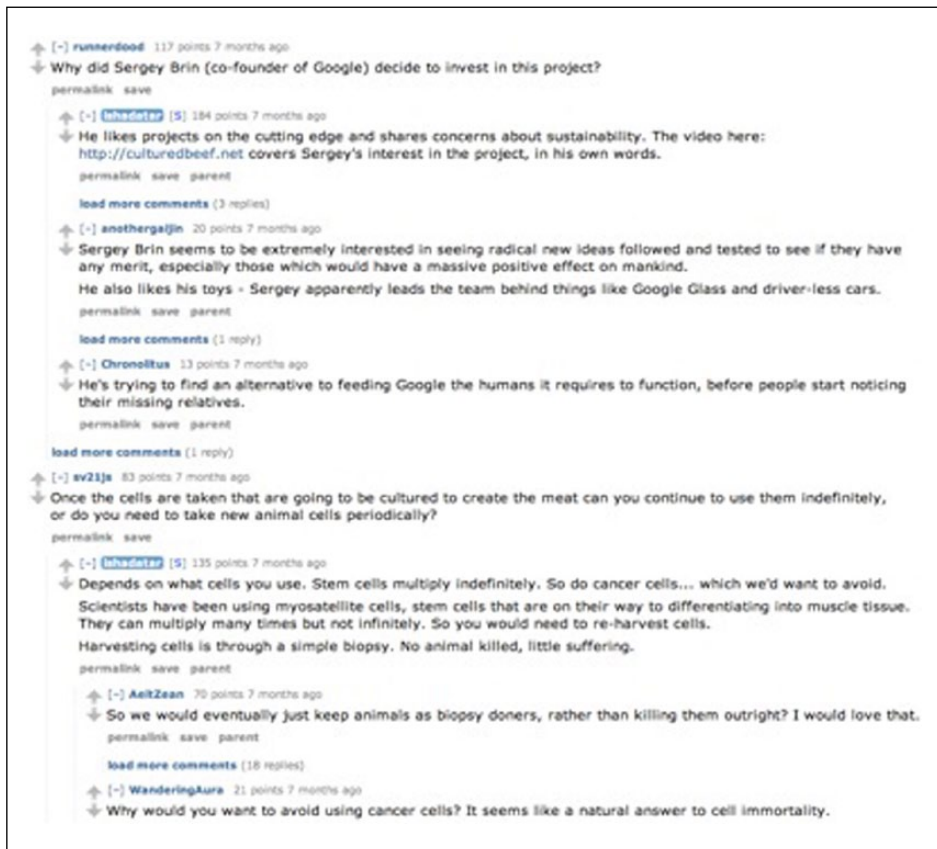 [-] runnerdood 117 points 7 months ago
Why did Sergey Brin (co-founder of Google) decide to invest in this project?
permalink save
[-] ishadatar [S] 184 points 7 months ago
He likes projects on the cutting edge and shares concerns about sustainability. The video here:
http://culturedbeef.net covers Sergey's interest in the project, in his own words.
permalink save parent
load more comments (3 replies)
[-] anothergaijin 20 points 7 months ago
Sergey Brin seems to be extremely interested in seeing radical new ideas followed and tested to see if they have
any merit, especially those which would have a massive positive effect on mankind.
He also likes his toys - Sergey apparently leads the team behind things like Google Glass and driver-less cars.
permalink save parent
load more comments (1 reply)
[-] Chronolitus 13 points 7 months ago
He's trying to find an alternative to feeding Google the humans it requires to function, before people start noticing
their missing relatives.
permalink save parent
load more comments (1 reply)
[-] sv21js 83 points 7 months ago
Once the cells are taken that are going to be cultured to create the meat can you continue to use them indefinitely,
or do you need to take new animal cells periodically?
permalink save
[-] ishadatar [S] 135 points 7 months ago
Depends on what cells you use. Stem cells multiply indefinitely. So do cancer cells... which we'd want to avoid.
Scientists have been using myosatellite cells, stem cells that are on their way to differentiating into muscle tissue.
They can multiply many times but not infinitely. So you would need to re-harvest cells.
Harvesting cells is through a simple biopsy. No animal killed, little suffering.
permalink save parent
[-] AeitZean 70 points 7 months ago
So we would eventually just keep animals as biopsy doners, rather than killing them outright? I would love that.
permalink save parent
load more comments (18 replies)
[-] WanderingAura 21 points 7 months ago
Why would you want to avoid using cancer cells? It seems like a natural answer to cell immortality.